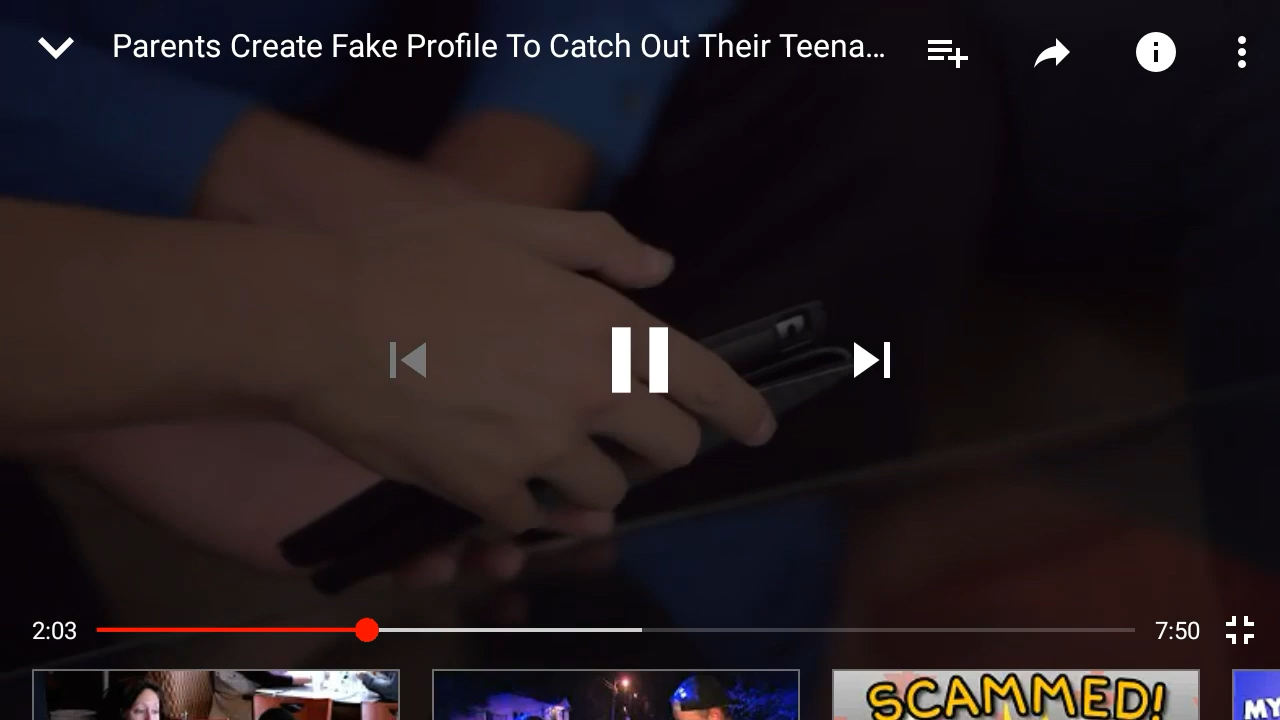 Parents Create Fake Profile To Catch Out Their Teena...
2:03
7:50
SCAMMED!
MY